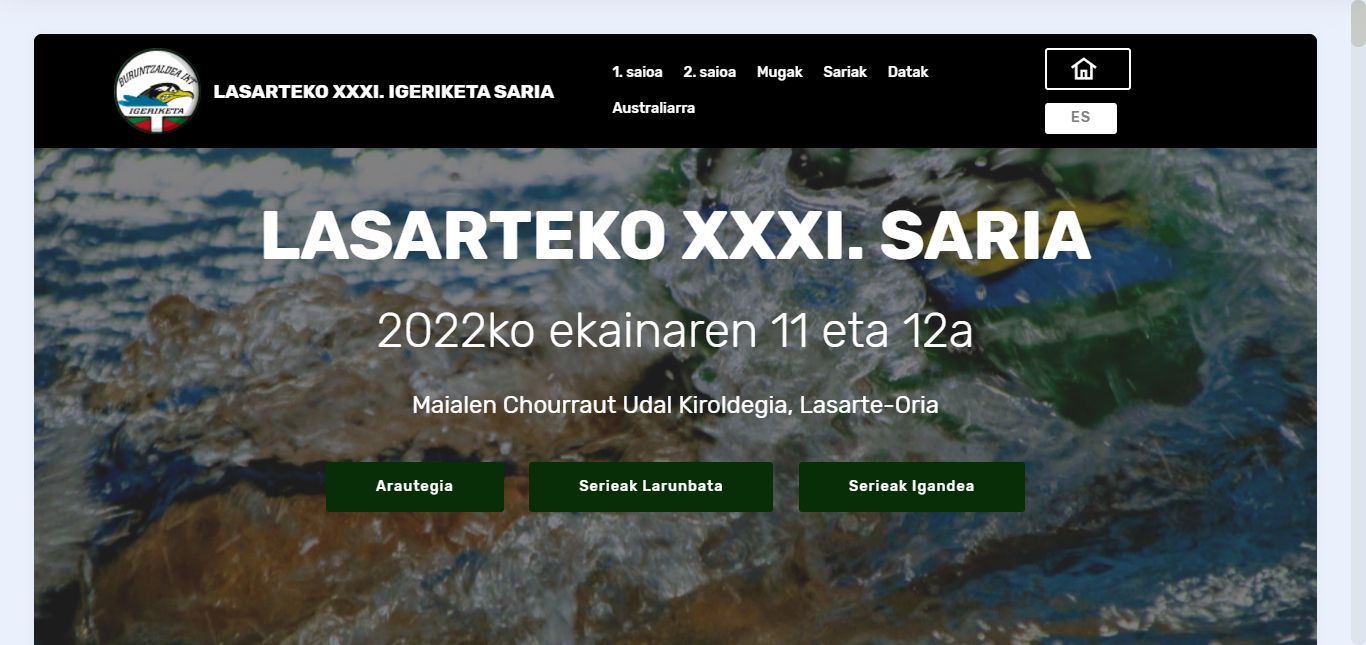 BURUNTZALDEA IKT
IGERIKETA
LASARTEKO XXXI. IGERIKETA SARIA
1. saioa 2. saioa Mugak Sariak Datak
Australiarra
ES
LASARTEKO XXXI. SARIA
2022ko ekainaren 11 eta 12a
Maialen Chourraut Udal Kiroldegia, Lasarte-Oria
Arautegia Serieak Larunbata Serieak Igandea